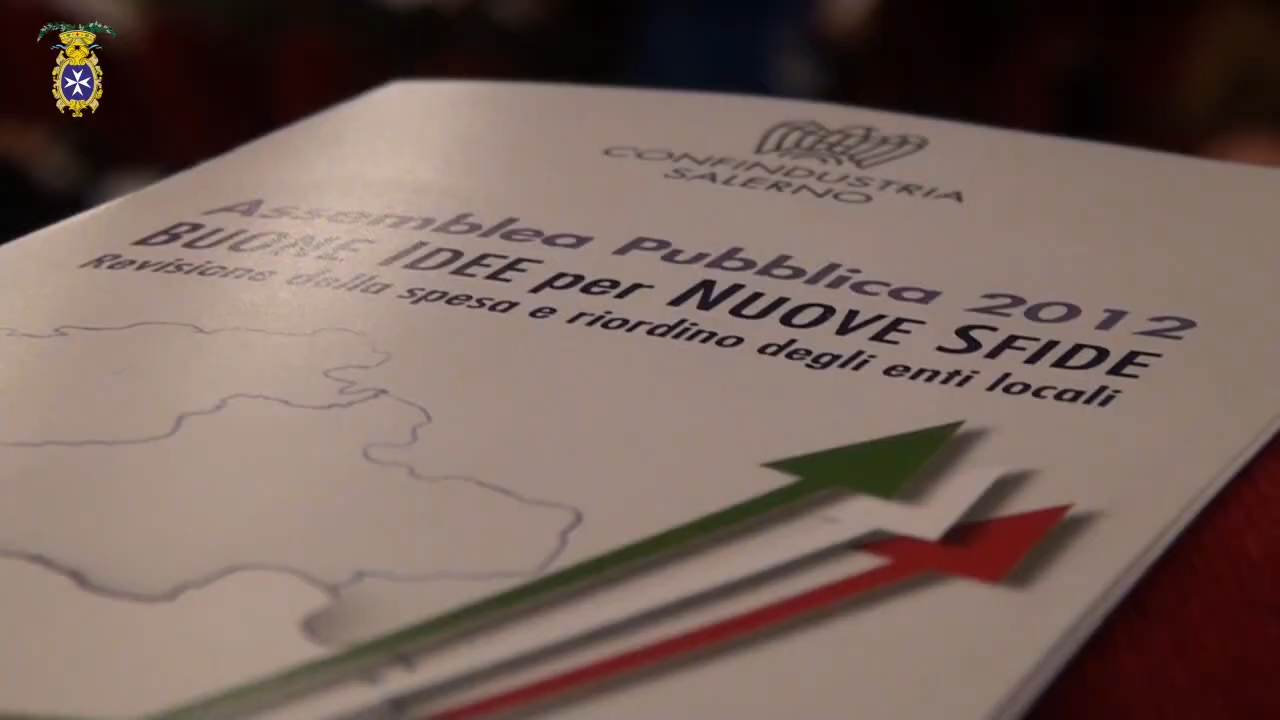 CONFINDUSTRIA
SALERNO
Assemblea Pubblica 2012
BUONE IDEE per NUOVE SFIDE
Revisione della spesa e riordino degli enti locali